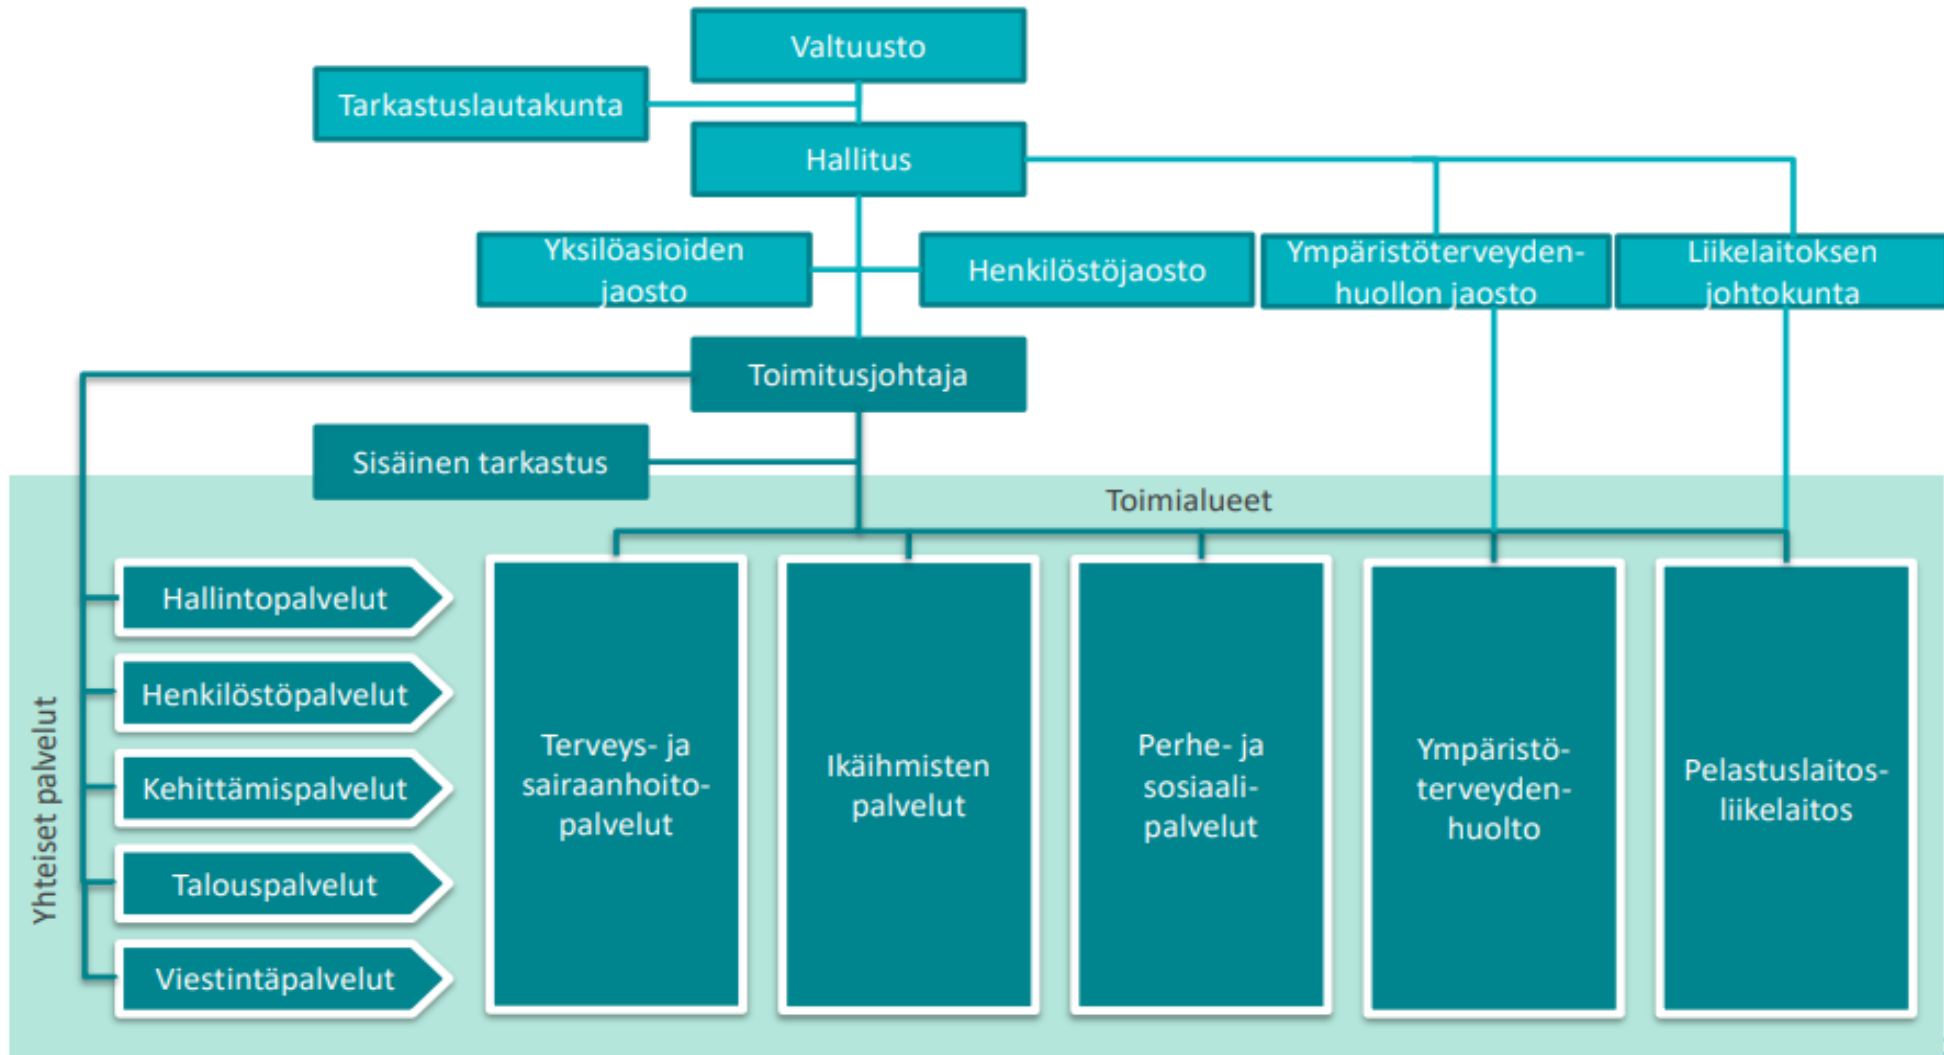 Valtuusto
Tarkastuslautakunta
Hallitus
Yksilöasioiden
jaosto
Henkilöstöjaosto
Ympäristöterveyden-
huollon jaosto
Liikelaitoksen
johtokunta
Toimitusjohtaja
Sisäinen tarkastus
Toimialueet
Yhteiset palvelut
Hallintopalvelut
Henkilöstöpalvelut
Kehittämispalvelut
Talouspalvelut
Viestintäpalvelut
Terveys- ja
sairaanhoito-
palvelut
Ikäihmisten
palvelut
Perhe- ja
sosiaali-
palvelut
Ympäristö-
terveyden-
huolto
Pelastuslaitos-
liikelaitos